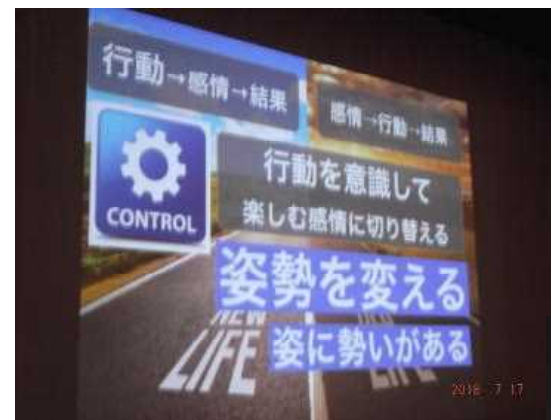 行動→感情→結果
感情→行動→結果
CONTROL
行動を意識して
楽しむ感情に切り替える
姿勢を変える
NEW
LIFE
姿に勢いがある
2018. 7.17